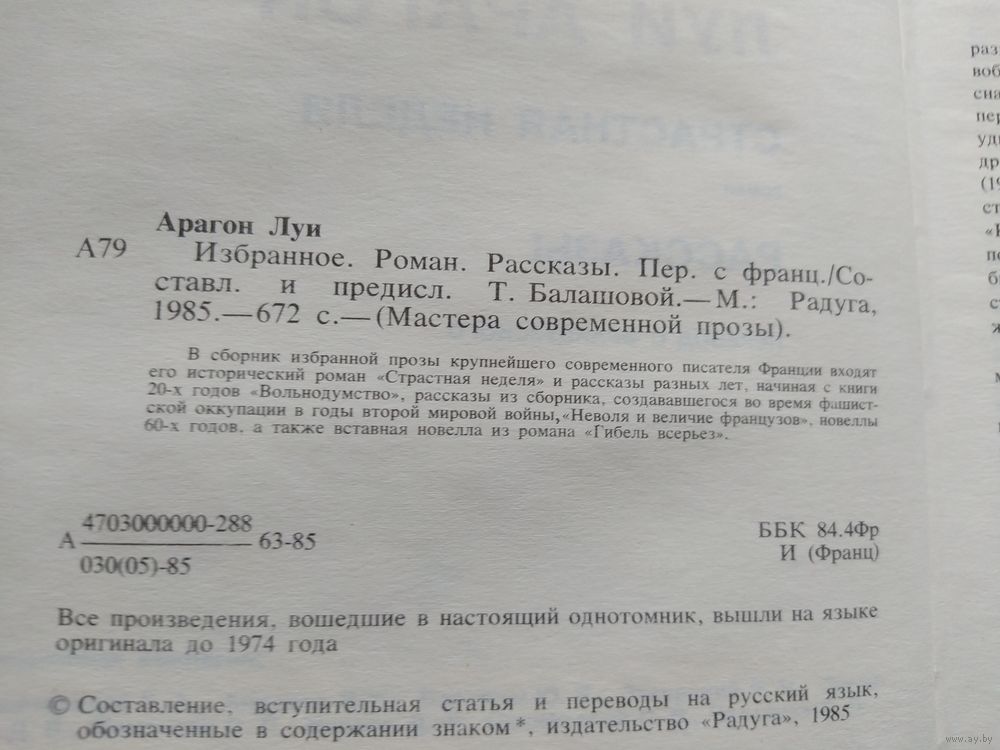 Арагон Луи
А79
Избранное. Роман. Рассказы. Пер. с франц./Со-
ставл. и предисл. Т. Балашовой.— М.: Радуга,
1985.—672 с.—(Мастера современной прозы).
В сборник избранной прозы крупнейшего современного писателя Франции входят
его исторический роман «Страстная неделя» и рассказы разных лет, начиная с книги
20-х годов «Вольнодумство», рассказы из сборника, создававшегося во время фашист-
ской оккупации в годы второй мировой войны,«Неволя и величие французов», новеллы
60-х годов, а также вставная новелла из романа «Гибель всерьез».
А 4703000000-288 63-85
030(05)-85
ББК 84.4Фр
И (Франц)
Все произведения, вошедшие в настоящий однотомник, вышли на языке
оригинала до 1974 года
© Составление, вступительная статья и переводы на русский язык,
обозначенные в содержании знаком*, издательство «Радуга», 1985
www.ay.by